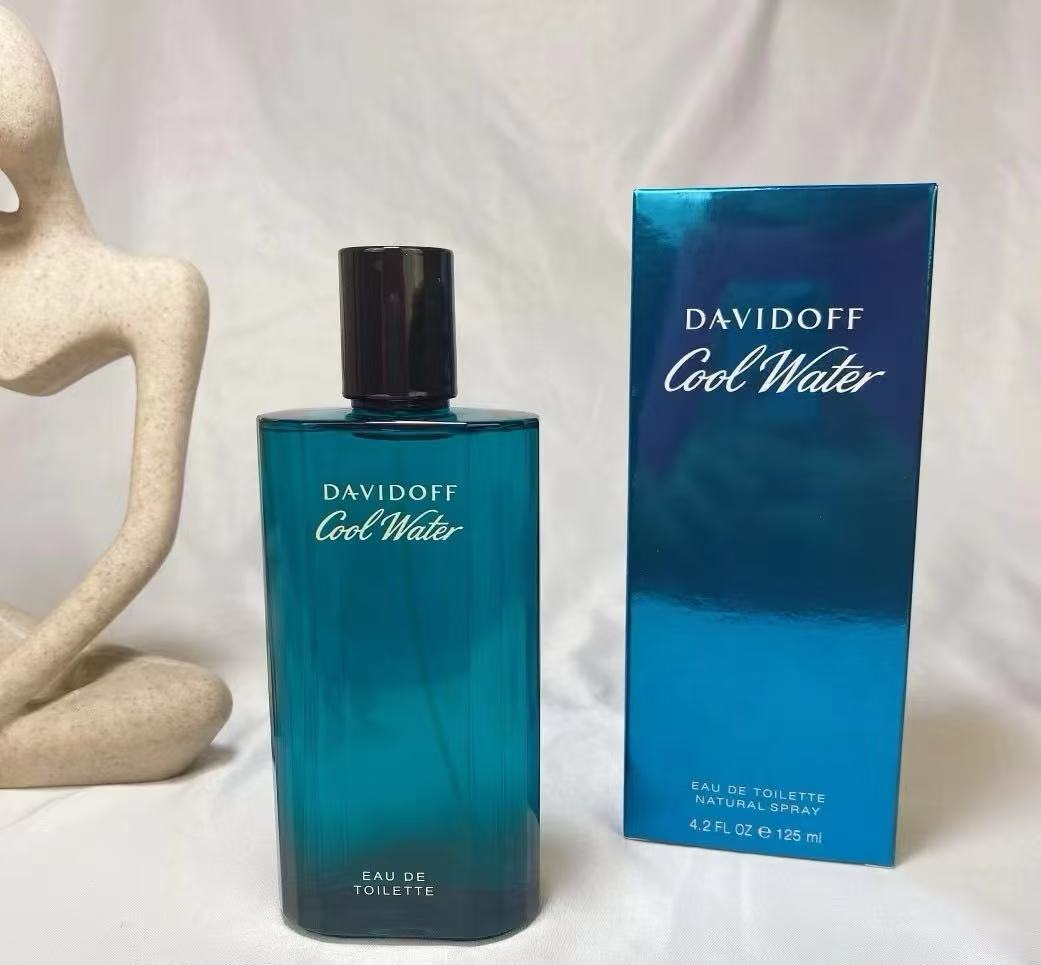 DAVIDOFF
Cool Water
EAU DE
TOILETTE
DAVIDOFF
Cool Water
EAU DE TOILETTE
NATURAL SPRAY
4.2 FL OZ ℮ 125 ml